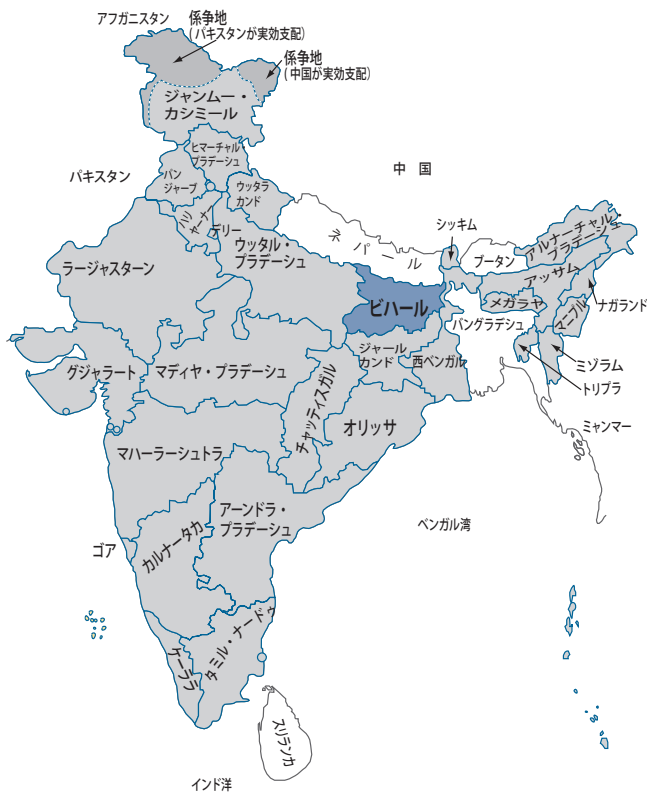 アフガニスタン
係争地
(パキスタンが実効支配)
係争地
(中国が実効支配)
ジャンムー・
カシミール
ヒマーチャル・
プラデーシュ
パキスタン
パン
ジャーブ
中 国
ウッタラ
カンド
ハリ
ヤーナー
デリー
ウッタル・
プラデーシュ
ネパール
シッキム
ブータン
アルナーチャル・
プラデーシュ
アッサム
ラージャスターン
ビハール
メガラヤ
ナガランド
マニプル
バングラデシュ
グジャラート
マディヤ・プラデーシュ
ジャール
カンド
西ベンガル
ミゾラム
トリプラ
チャッティスガル
オリッサ
ミャンマー
マハーラーシュトラ
アーンドラ・
プラデーシュ
ベンガル湾
ゴア
カルナータカ
ケーララ
タミル・ナードゥ
スリランカ
インド洋